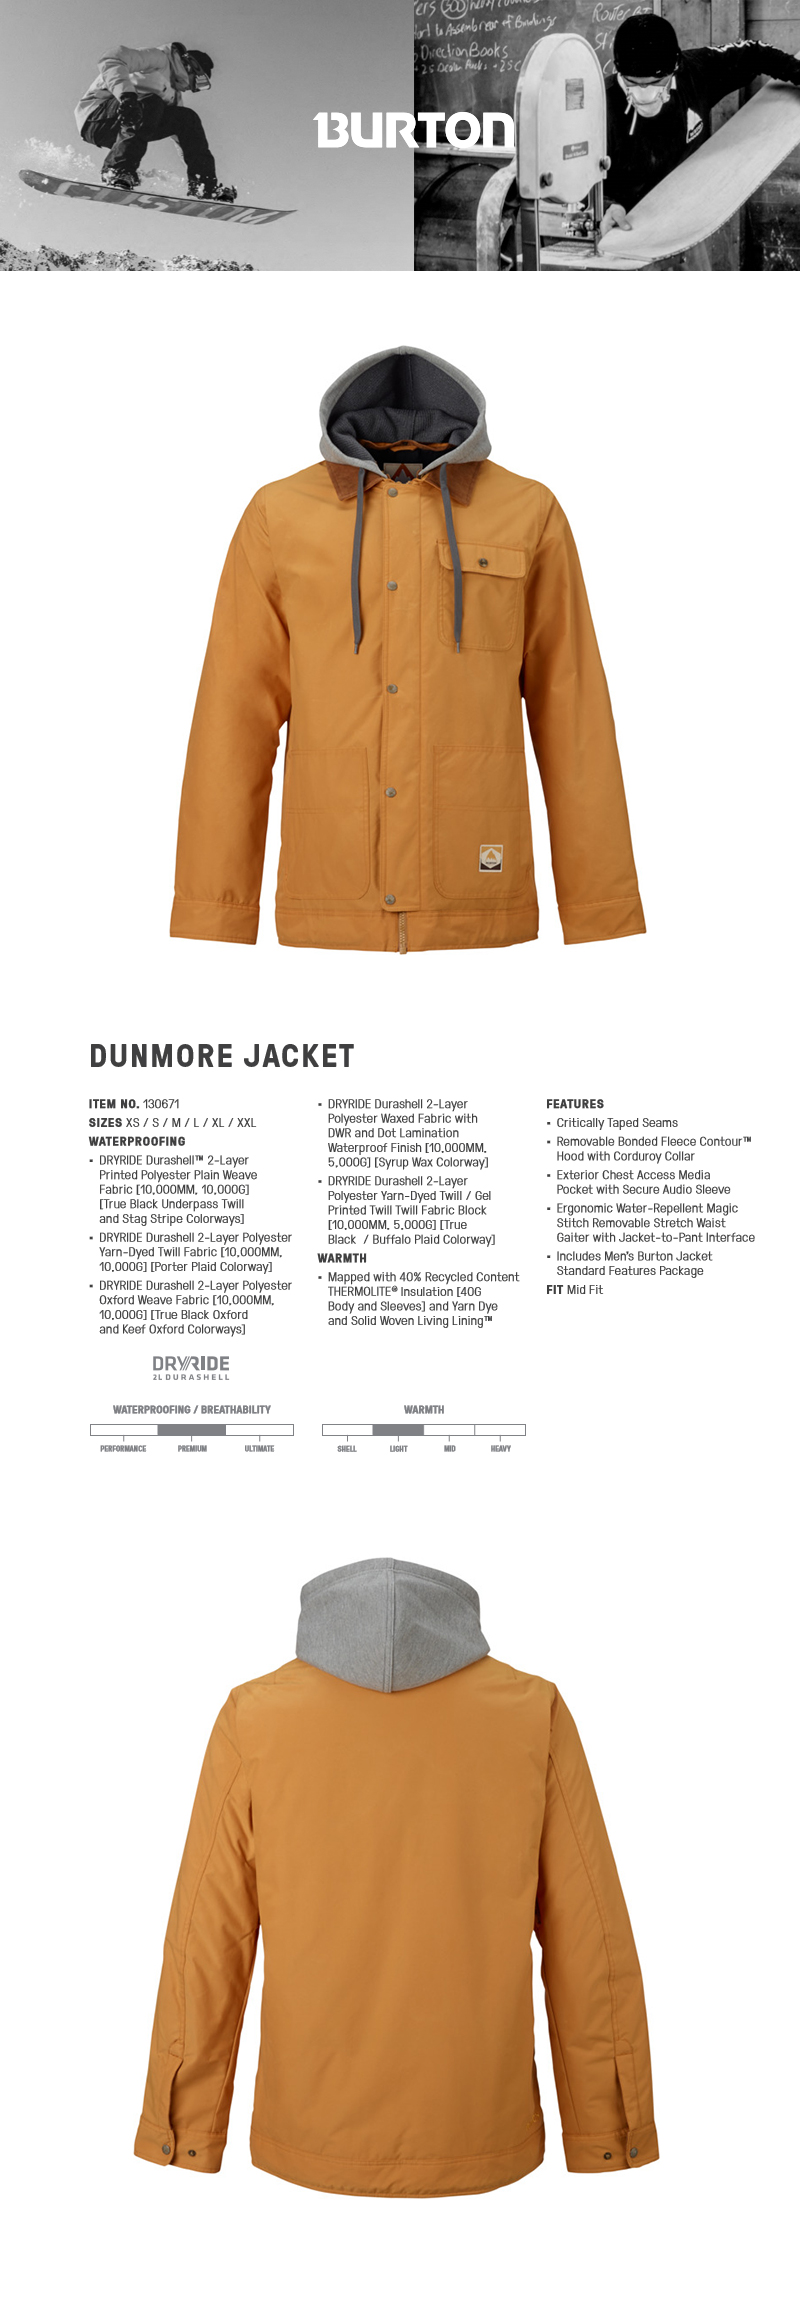 BURTON
CUSTOM
DirectionBooks
DUNMORE JACKET
ITEM NO. 130671
SIZES XS / S / M / L / XL / XXL
WATERPROOFING
▪ DRYRIDE Durashell™ 2-Layer
Printed Polyester Plain Weave
Fabric [10,000MM, 10,000G]
[True Black Underpass Twill
and Stag Stripe Colorways]
▪ DRYRIDE Durashell 2-Layer Polyester
Yarn-Dyed Twill Fabric [10,000MM,
10,000G] [Porter Plaid Colorway]
▪ DRYRIDE Durashell 2-Layer Polyester
Oxford Weave Fabric [10,000MM,
10,000G] [True Black Oxford
and Keef Oxford Colorways]
▪ DRYRIDE Durashell 2-Layer
Polyester Waxed Fabric with
DWR and Dot Lamination
Waterproof Finish [10,000MM,
5,000G] [Syrup Wax Colorway]
▪ DRYRIDE Durashell 2-Layer
Polyester Yarn-Dyed Twill / Gel
Printed Twill Twill Fabric Block
[10,000MM, 5,000G] [True
Black / Buffalo Plaid Colorway]
WARMTH
▪ Mapped with 40% Recycled Content
THERMOLITE® Insulation [40G
Body and Sleeves] and Yarn Dye
and Solid Woven Living Lining™
FEATURES
▪ Critically Taped Seams
▪ Removable Bonded Fleece Contour™
Hood with Corduroy Collar
▪ Exterior Chest Access Media
Pocket with Secure Audio Sleeve
▪ Ergonomic Water-Repellent Magic
Stitch Removable Stretch Waist
Gaiter with Jacket-to-Pant Interface
▪ Includes Men's Burton Jacket
Standard Features Package
FIT Mid Fit
DRYRIDE
2L DURASHELL
WATERPROOFING / BREATHABILITY
PERFORMANCE PREMIUM ULTIMATE
WARMTH
SHELL LIGHT MID HEAVY